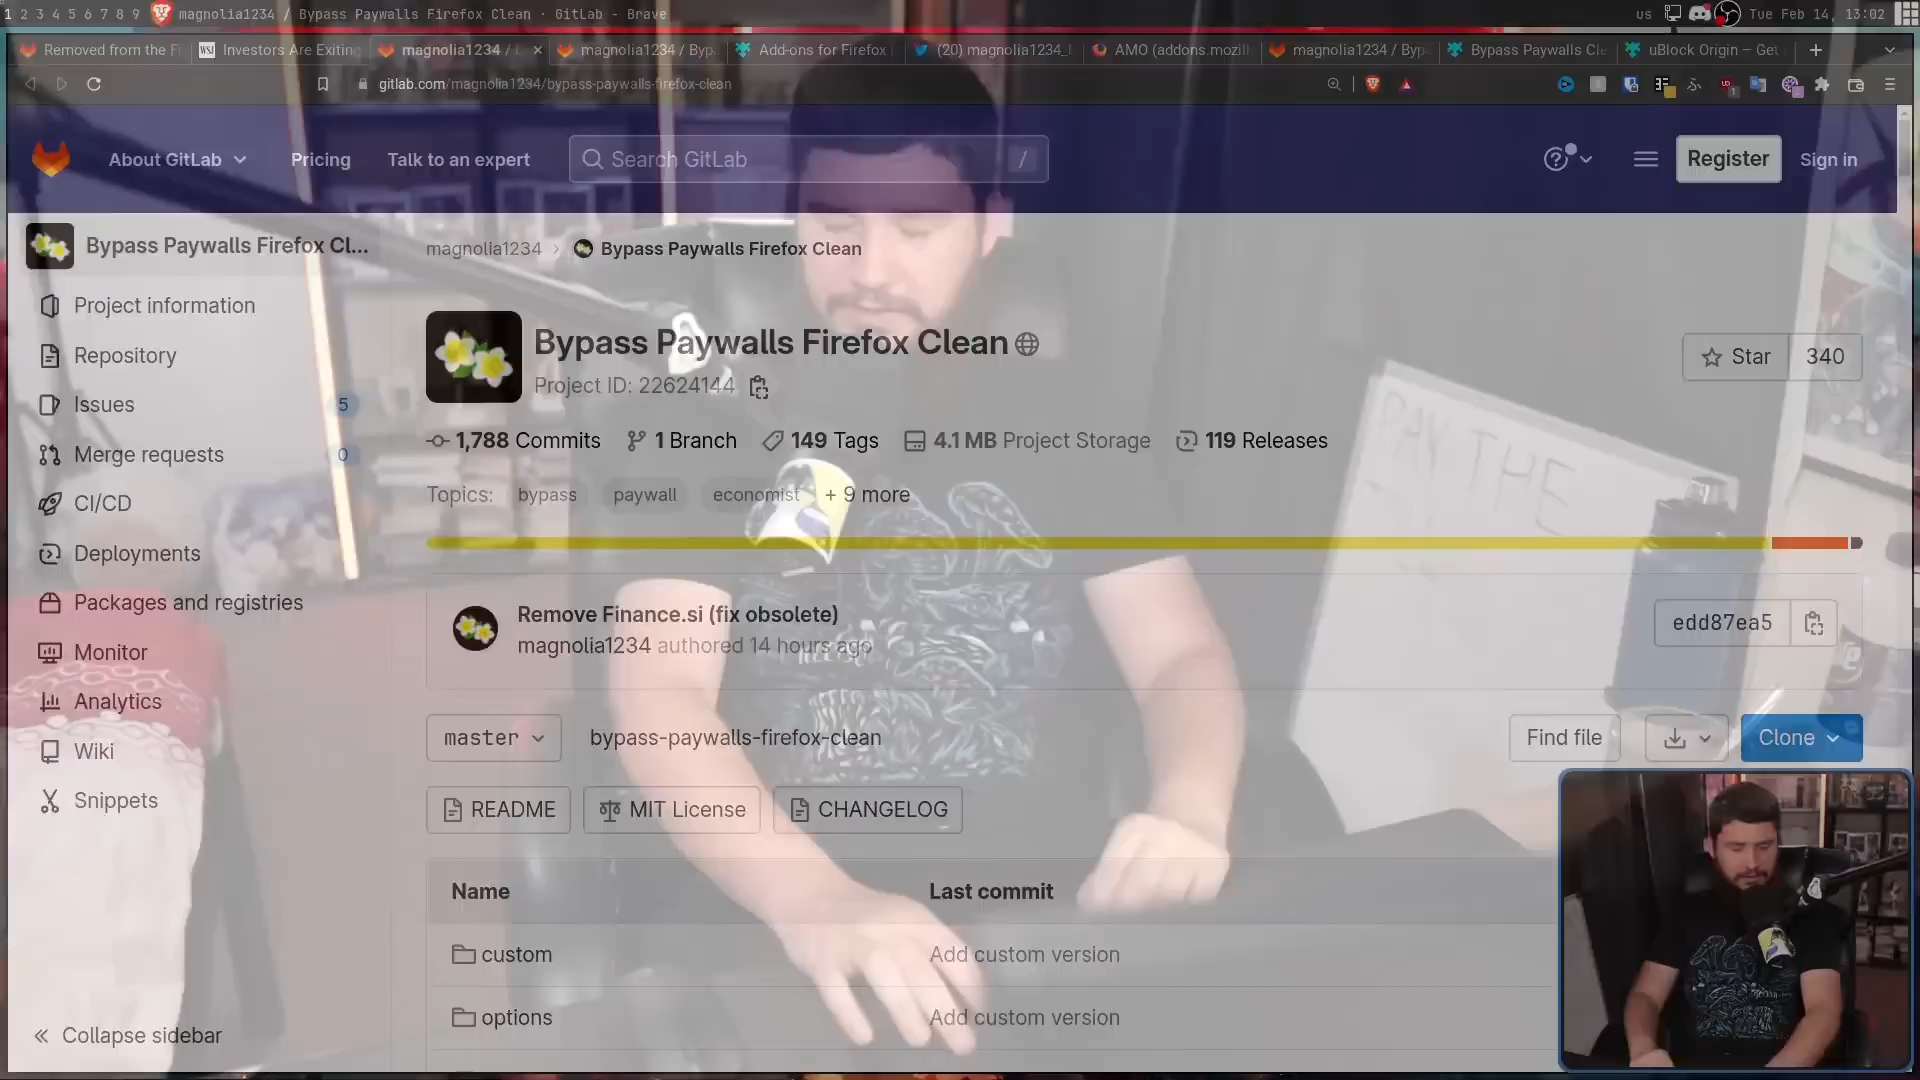 1 2 3 4 5 6 7 8 9 magnolia1234 / Bypass Paywalls Firefox Clean · GitLab - Brave us Tue Feb 14, 13:02
Removed from the Fi WSJ Investors Are Exiting magnolia1234 / magnolia1234 / Byp Add-ons for Firefox ( (20) magnolia1234_ AMO (addons.mozill magnolia1234 / Byp Bypass Paywalls Cle uBlock Origin – Get
gitlab.com/magnolia1234/bypass-paywalls-firefox-clean
About GitLab Pricing Talk to an expert Search GitLab / Register Sign in
Bypass Paywalls Firefox Cl...
magnolia1234 › Bypass Paywalls Firefox Clean
Project information
Repository
Issues 5
Merge requests 0
CI/CD
Deployments
Packages and registries
Monitor
Analytics
Wiki
Snippets
Collapse sidebar
Bypass Paywalls Firefox Clean
Project ID: 22624144
Star 340
1,788 Commits 1 Branch 149 Tags 4.1 MB Project Storage 119 Releases
Topics: bypass paywall economist + 9 more
PAY THE
Remove Finance.si (fix obsolete)
magnolia1234 authored 14 hours ago
edd87ea5
master bypass-paywalls-firefox-clean Find file Clone
README MIT License CHANGELOG
Name Last commit
custom Add custom version
options Add custom version